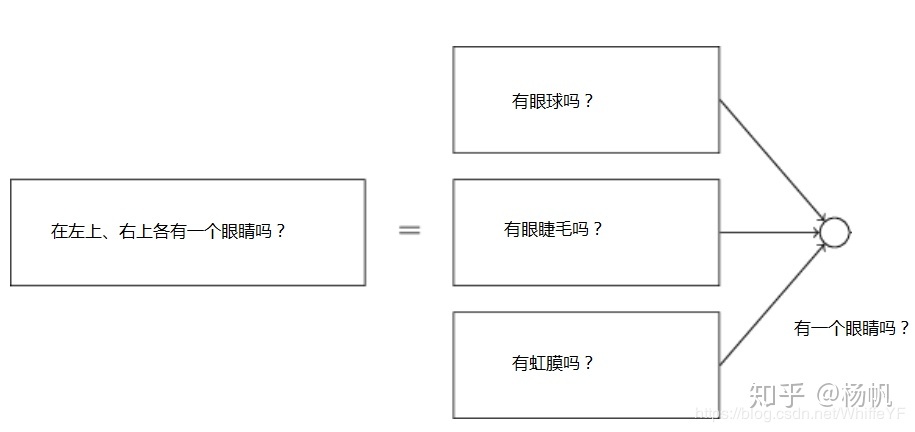 有眼球吗？
在左上、右上各有一个眼睛吗？
=
有眼睫毛吗？
有一个眼睛吗？
有虹膜吗？
知乎 @杨帆
https://blog.csdn.net/WhiffeYF